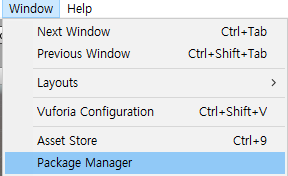 Window Help
Next Window Ctrl+Tab
Previous Window Ctrl+Shift+Tab
Layouts
Vuforia Configuration Ctrl+Shift+V
Asset Store Ctrl+9
Package Manager